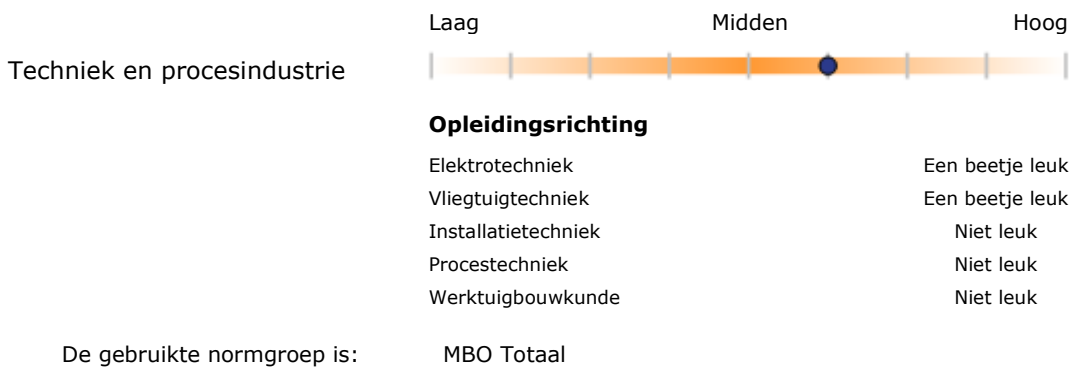 Laag Midden Hoog
Techniek en procesindustrie
Opleidingsrichting
Elektrotechniek Een beetje leuk
Vliegtuigtechniek Een beetje leuk
Installatietechniek Niet leuk
Procestechniek Niet leuk
Werktuigbouwkunde Niet leuk
De gebruikte normgroep is: MBO Totaal